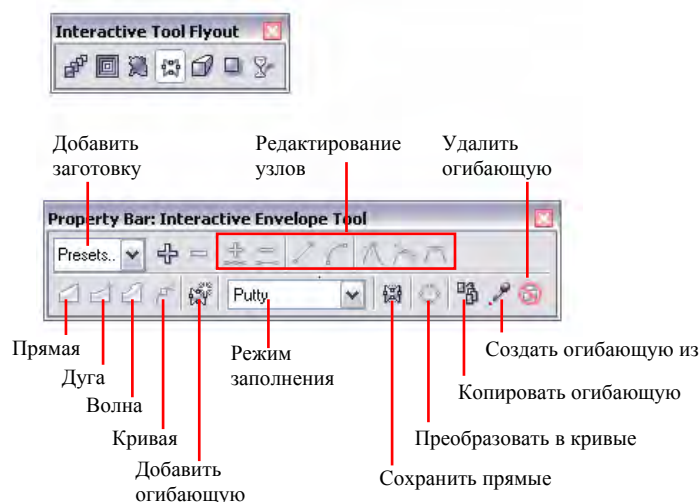 Interactive Tool Flyout
Добавить
заготовку
Редактирование
узлов
Удалить
огибающую
Property Bar: Interactive Envelope Tool
Presets..
Putty
Прямая
Дуга
Волна
Кривая
Добавить
огибающую
Режим
заполнения
Создать огибающую из
Копировать огибающую
Преобразовать в кривые
Сохранить прямые